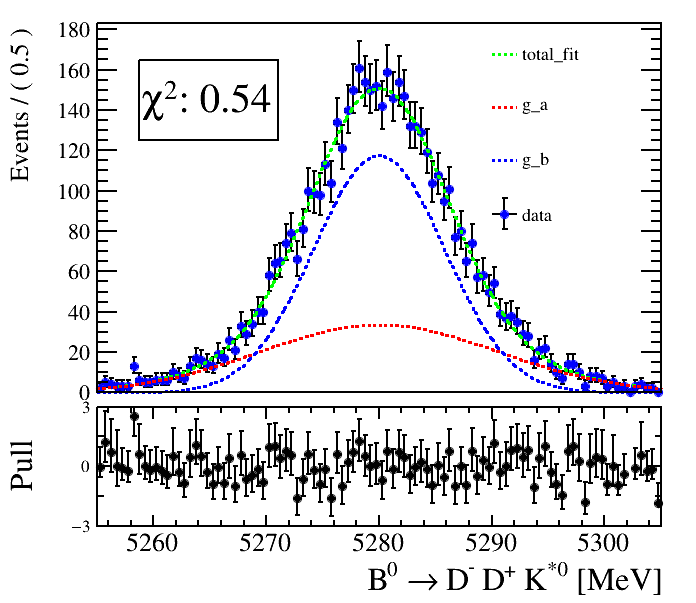 Events / ( 0.5 )
180
160
140
120
100
80
60
40
20
0
χ²: 0.54
total_fit
g_a
g_b
data
Pull
3
0
−3
5260
5270
5280
5290
5300
B⁰ → D⁻ D⁺ K*⁰ [MeV]